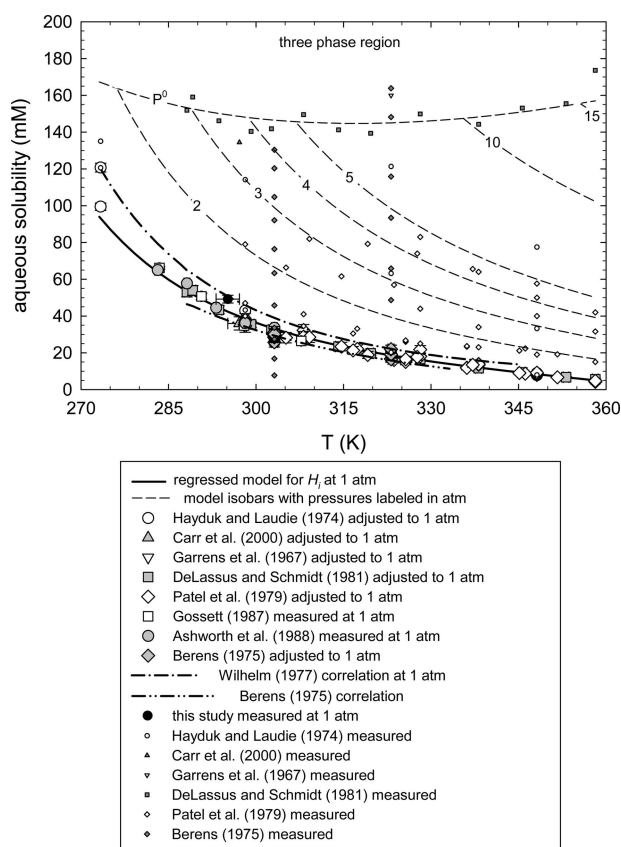 200
180
160
140
120
100
80
60
40
20
0
aqueous solubility (mM)
three phase region
P0
15
10
5
4
3
2
270 285 300 315 330 345 360
T (K)
regressed model for Hi at 1 atm
model isobars with pressures labeled in atm
Hayduk and Laudie (1974) adjusted to 1 atm
Carr et al. (2000) adjusted to 1 atm
Garrens et al. (1967) adjusted to 1 atm
DeLassus and Schmidt (1981) adjusted to 1 atm
Patel et al. (1979) adjusted to 1 atm
Gossett (1987) measured at 1 atm
Ashworth et al. (1988) measured at 1 atm
Berens (1975) adjusted to 1 atm
Wilhelm (1977) correlation at 1 atm
Berens (1975) correlation
this study measured at 1 atm
Hayduk and Laudie (1974) measured
Carr et al. (2000) measured
Garrens et al. (1967) measured
DeLassus and Schmidt (1981) measured
Patel et al. (1979) measured
Berens (1975) measured